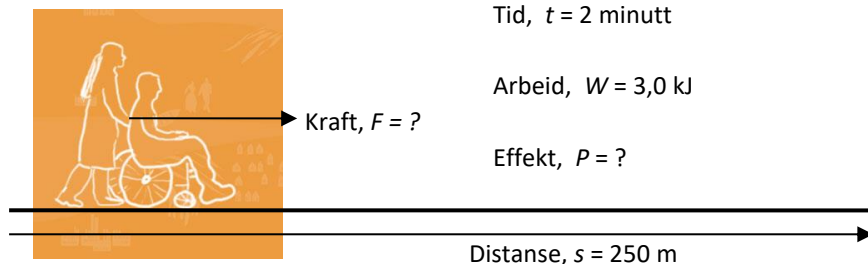 Tid, t = 2 minutt
Arbeid, W = 3,0 kJ
Kraft, F = ?
Effekt, P = ?
Distanse, s = 250 m